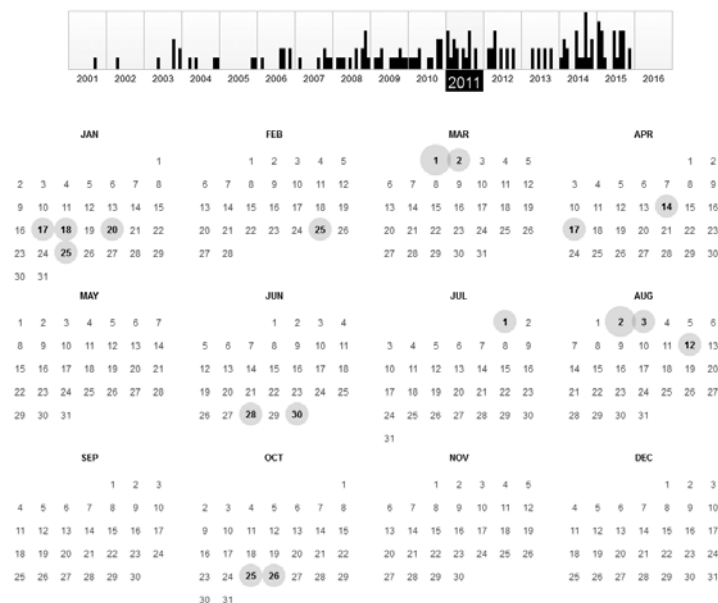 2001 2002 2003 2004 2005 2006 2007 2008 2009 2010 2011 2012 2013 2014 2015 2016
JAN FEB MAR APR
1 1 2 3 4 5 1 2 3 4 5 1 2
2 3 4 5 6 7 8 6 7 8 9 10 11 12 6 7 8 9 10 11 12 3 4 5 6 7 8 9
9 10 11 12 13 14 15 13 14 15 16 17 18 19 13 14 15 16 17 18 19 10 11 12 13 14 15 16
16 17 18 19 20 21 22 20 21 22 23 24 25 26 20 21 22 23 24 25 26 17 18 19 20 21 22 23
23 24 25 26 27 28 29 27 28 27 28 29 30 31 24 25 26 27 28 29 30
30 31
MAY JUN JUL AUG
1 2 3 4 5 6 7 1 2 3 4 1 2 1 2 3 4 5 6
8 9 10 11 12 13 14 5 6 7 8 9 10 11 3 4 5 6 7 8 9 7 8 9 10 11 12 13
15 16 17 18 19 20 21 12 13 14 15 16 17 18 10 11 12 13 14 15 16 14 15 16 17 18 19 20
22 23 24 25 26 27 28 19 20 21 22 23 24 25 17 18 19 20 21 22 23 21 22 23 24 25 26 27
29 30 31 26 27 28 29 30 24 25 26 27 28 29 30 28 29 30 31
31
SEP OCT NOV DEC
1 2 3 1 1 2 3 4 5 1 2 3
4 5 6 7 8 9 10 2 3 4 5 6 7 8 6 7 8 9 10 11 12 4 5 6 7 8 9 10
11 12 13 14 15 16 17 9 10 11 12 13 14 15 13 14 15 16 17 18 19 11 12 13 14 15 16 17
18 19 20 21 22 23 24 16 17 18 19 20 21 22 20 21 22 23 24 25 26 18 19 20 21 22 23 24
25 26 27 28 29 30 23 24 25 26 27 28 29 27 28 29 30 25 26 27 28 29 30 31
30 31